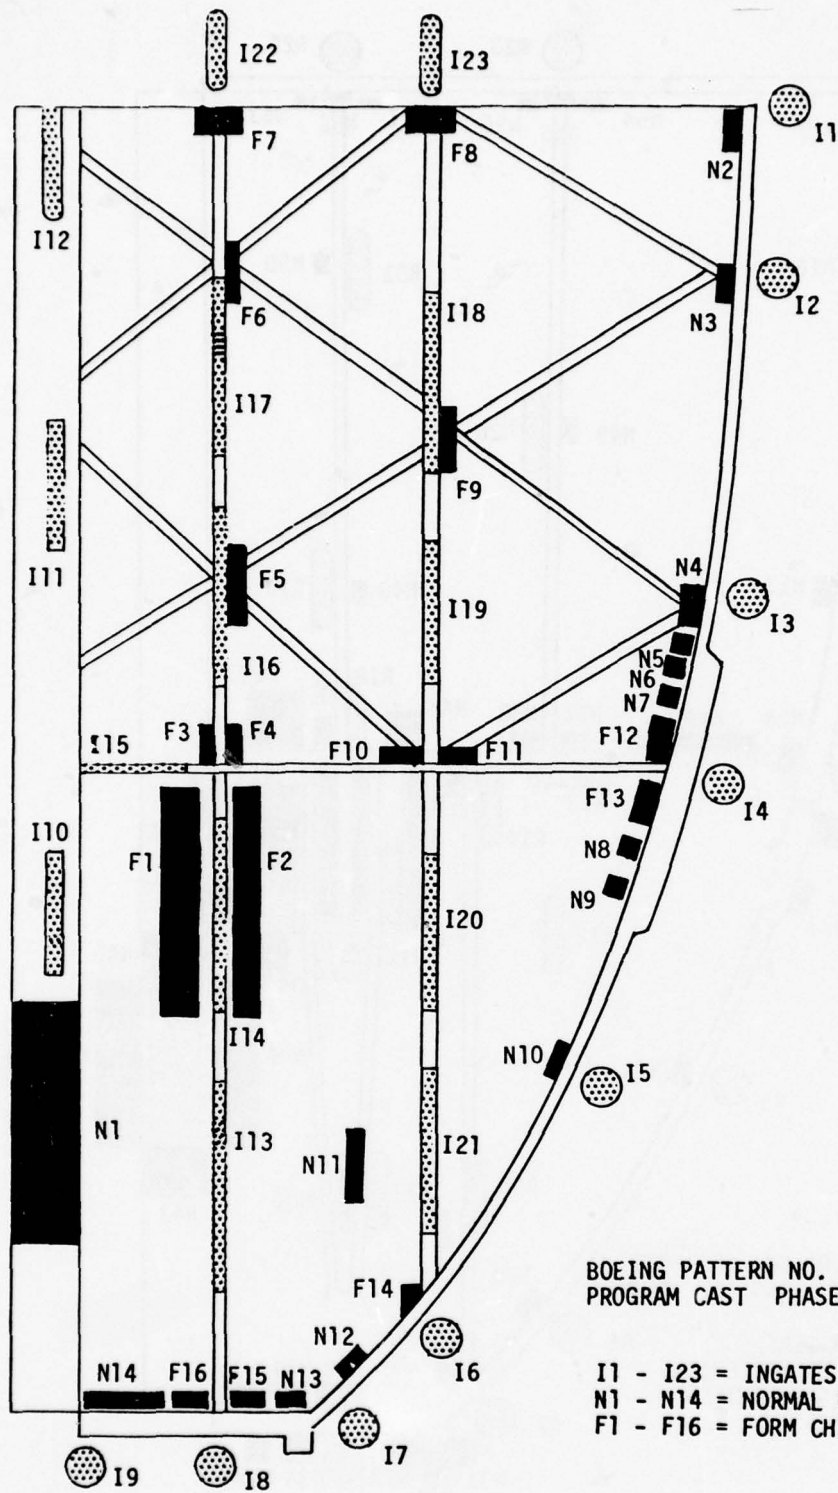 I22 I23
F7 F8 I1
N2
I12
I2
F6 I18 N3
I17
F9
I11 F5 N4
I19 I3
N5
I16 N6
N7
F3 F4 F12
I15 F10 F11
F13 I4
I10 F1 F2 N8
N9
I20
I14
N10
I5
N1 I13
N11 I21
BOEING PATTERN NO.
F14 PROGRAM CAST PHASE
N12
I6
N14 F16 F15 N13 I1 - I23 = INGATES
N1 - N14 = NORMAL
F1 - F16 = FORM CH
I7
I9 I8